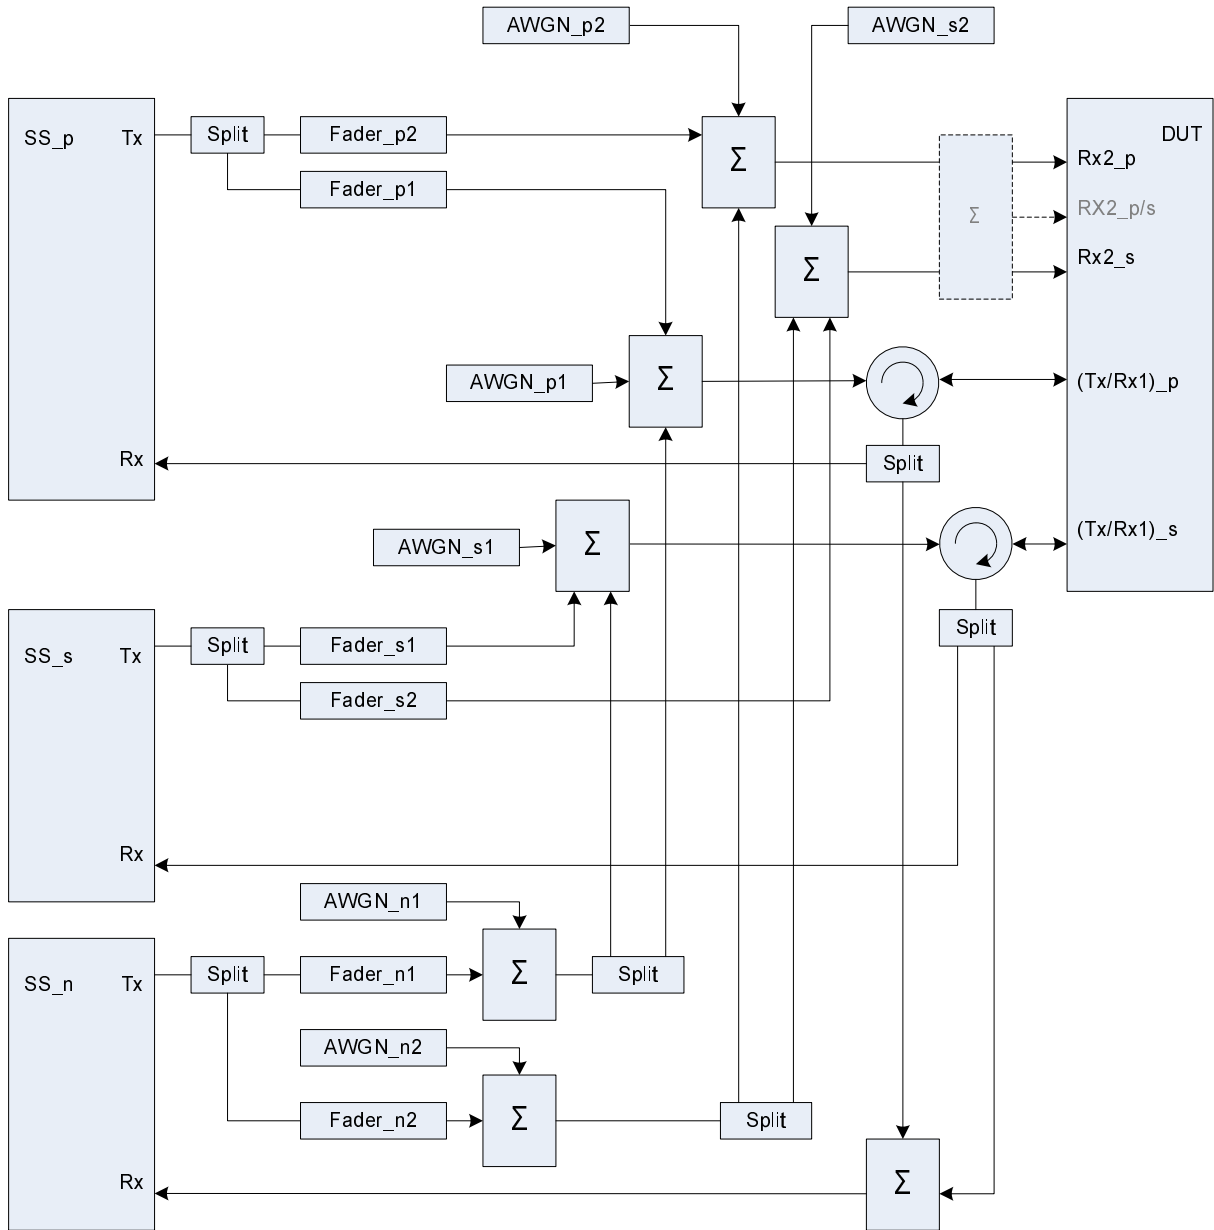 AWGN_p2
AWGN_s2
SS_p
Tx
Split
Fader_p2
Σ
DUT
Rx2_p
Fader_p1
Σ
RX2_p/s
Σ
Rx2_s
AWGN_p1
Σ
(Tx/Rx1)_p
Rx
Split
AWGN_s1
Σ
(Tx/Rx1)_s
Split
SS_s
Tx
Split
Fader_s1
Fader_s2
Rx
AWGN_n1
SS_n
Tx
Split
Fader_n1
Σ
Split
AWGN_n2
Fader_n2
Σ
Split
Rx
Σ